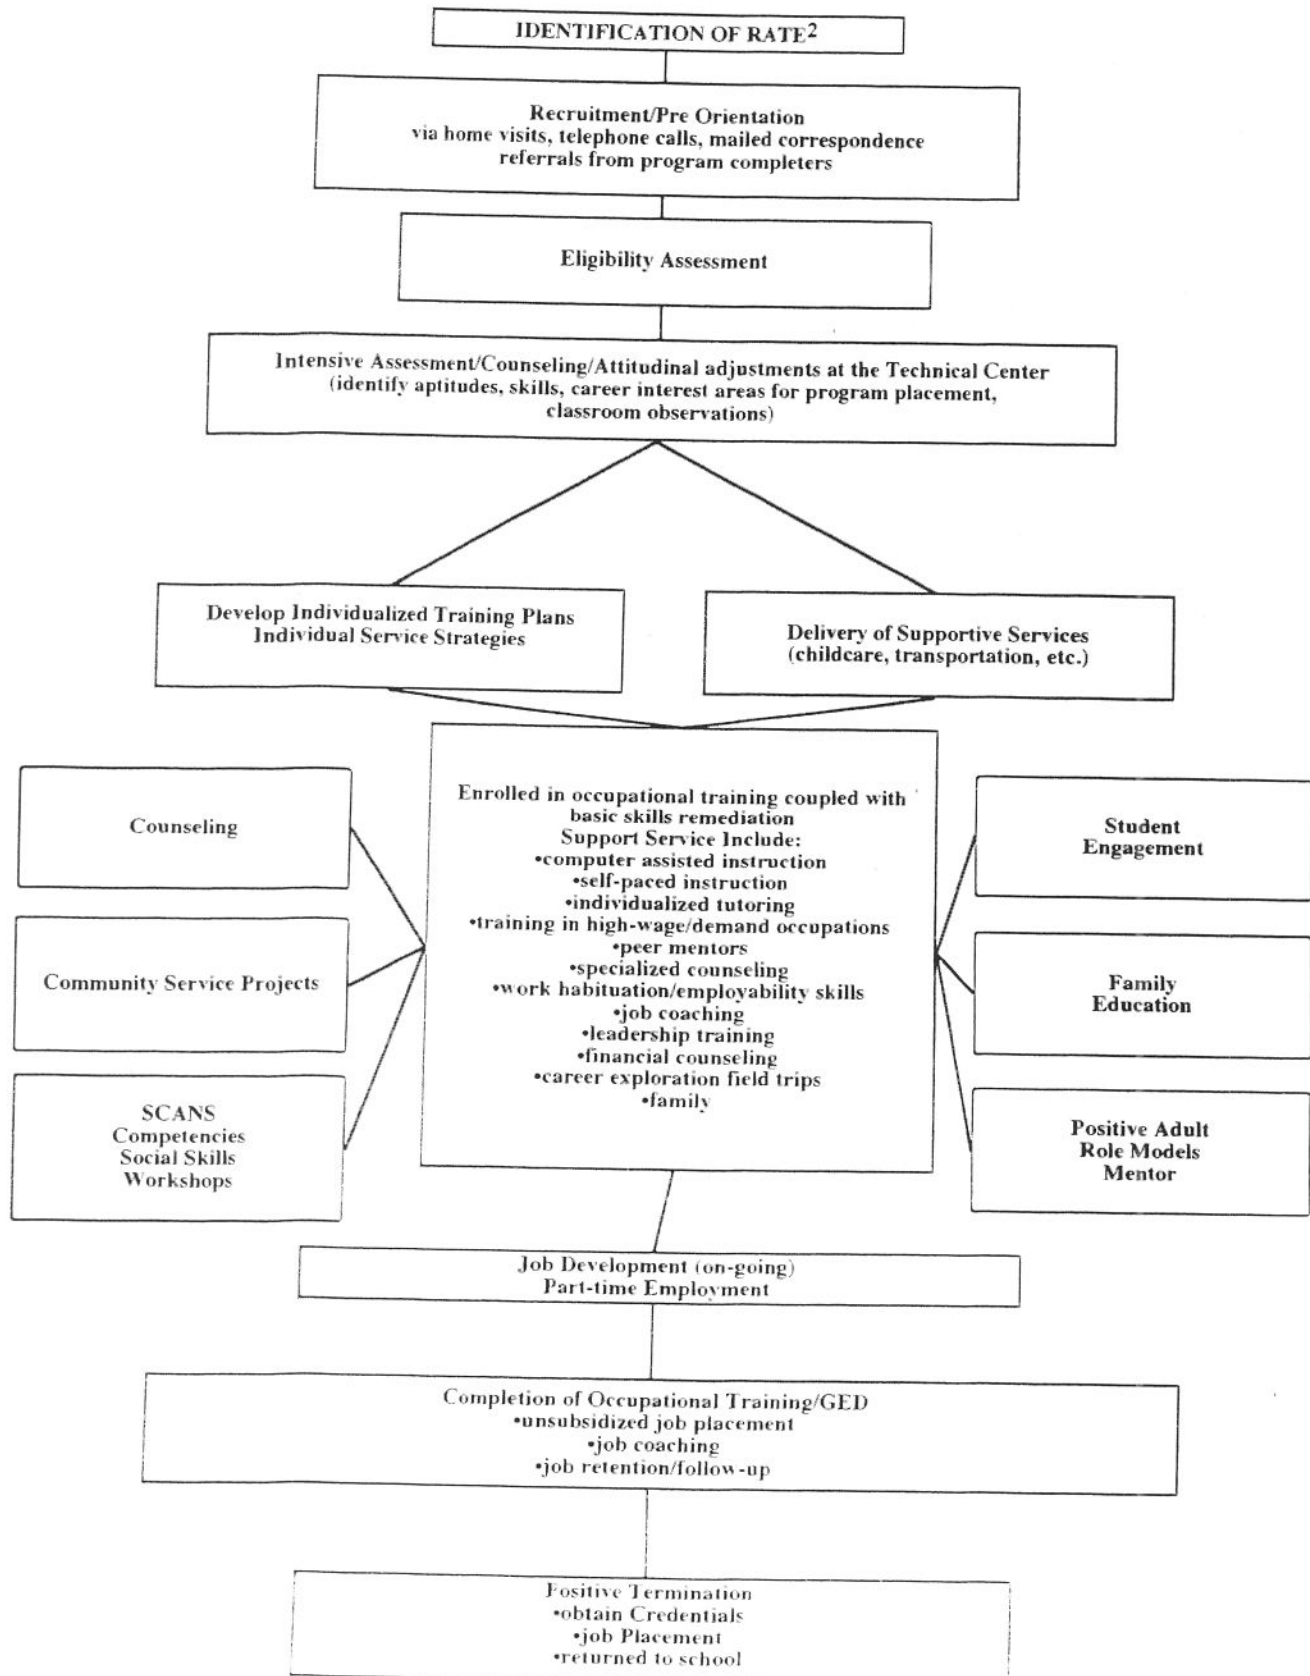 IDENTIFICATION OF RATE²
Recruitment/Pre Orientation
via home visits, telephone calls, mailed correspondence
referrals from program completers
Eligibility Assessment
Intensive Assessment/Counseling/Attitudinal adjustments at the Technical Center
(identify aptitudes, skills, career interest areas for program placement,
classroom observations)
Develop Individualized Training Plans
Individual Service Strategies
Delivery of Supportive Services
(childcare, transportation, etc.)
Counseling
Community Service Projects
SCANS
Competencies
Social Skills
Workshops
Enrolled in occupational training coupled with
basic skills remediation
Support Service Include:
•computer assisted instruction
•self-paced instruction
•individualized tutoring
•training in high-wage/demand occupations
•peer mentors
•specialized counseling
•work habituation/employability skills
•job coaching
•leadership training
•financial counseling
•career exploration field trips
•family
Student
Engagement
Family
Education
Positive Adult
Role Models
Mentor
Job Development (on-going)
Part-time Employment
Completion of Occupational Training/GED
•unsubsidized job placement
•job coaching
•job retention/follow-up
Positive Termination
•obtain Credentials
•job Placement
•returned to school